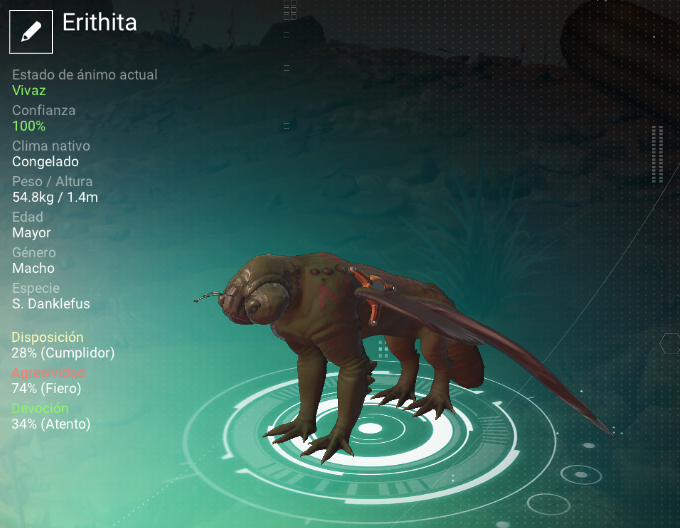 Erithita
Estado de ánimo actual
Vivaz
Confianza
100%
Clima nativo
Congelado
Peso / Altura
54.8kg / 1.4m
Edad
Mayor
Género
Macho
Especie
S. Danklefus
Disposición
28% (Cumplidor)
Agresividad
74% (Fiero)
Devoción
34% (Atento)